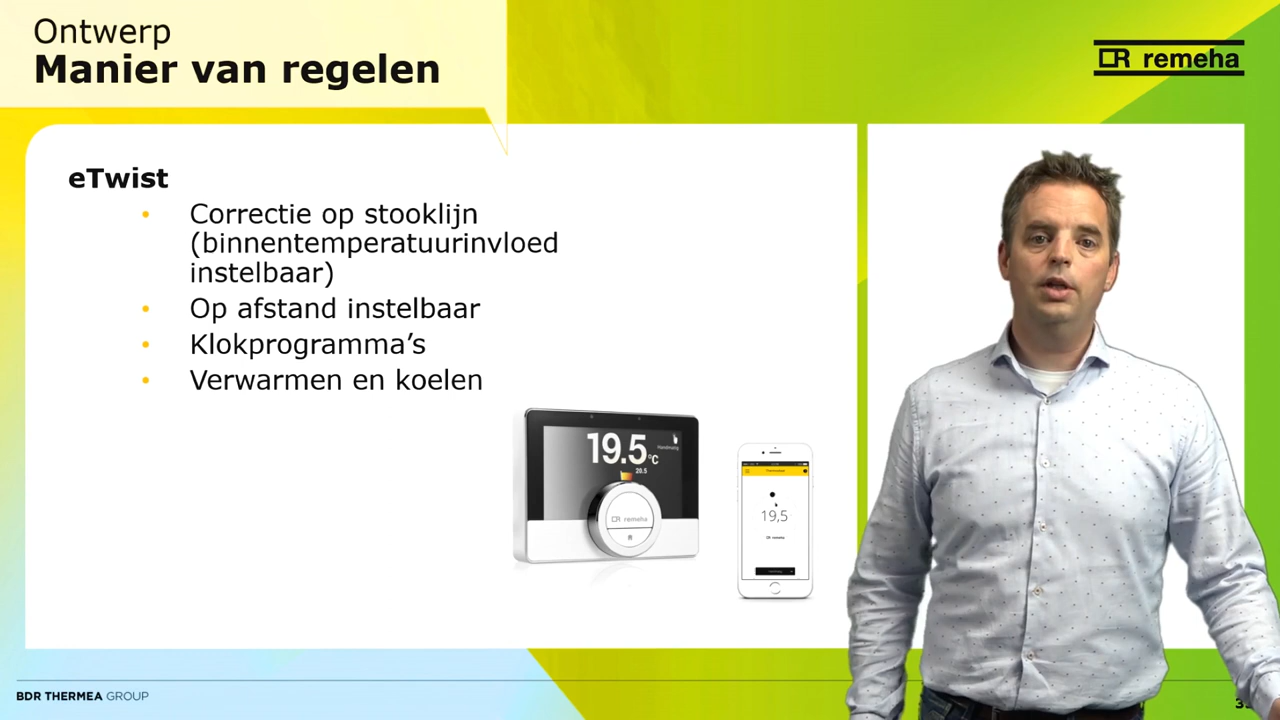 Ontwerp
Manier van regelen
remeha
eTwist
• Correctie op stooklijn
(binnentemperatuurinvloed
instelbaar)
• Op afstand instelbaar
• Klokprogramma’s
• Verwarmen en koelen
19.5°C
20.5
remeha
19,5
BDR THERMEA GROUP